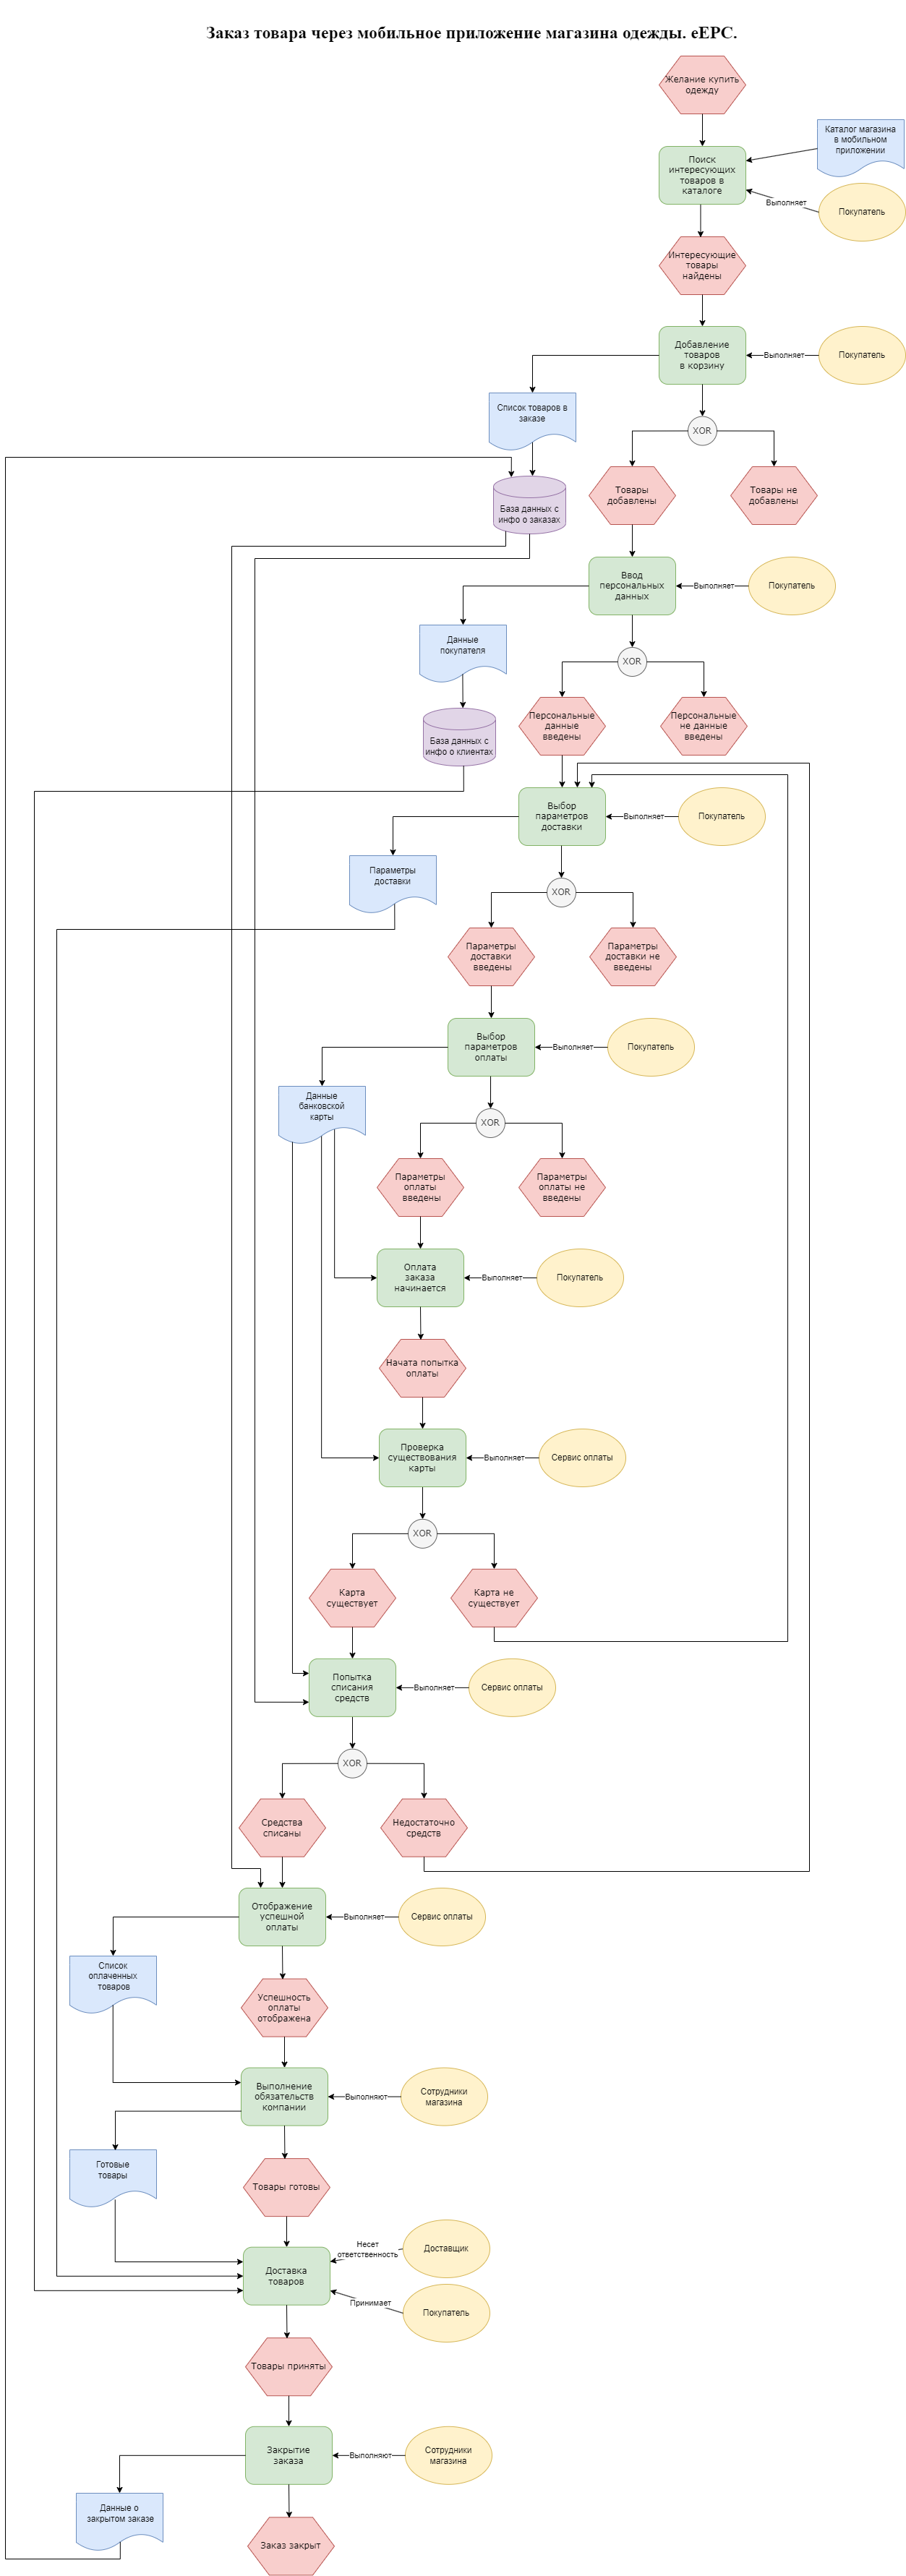 Заказ товара через мобильное приложение магазина одежды. eEPC.
Желание купить
одежду
Каталог магазина
в мобильном
приложении
Поиск
интересующих
товаров в
каталоге
Выполняет
Покупатель
Интересующие
товары
найдены
Добавление
товаров
в корзину
Выполняет
Покупатель
Список товаров в
заказе
XOR
Товары
добавлены
Товары не
добавлены
База данных с
инфо о заказах
Ввод
персональных
данных
Выполняет
Покупатель
Данные
покупателя
XOR
Персональные
данные
введены
Персональные
не данные
введены
База данных с
инфо о клиентах
Выбор
параметров
доставки
Выполняет
Покупатель
Параметры
доставки
XOR
Параметры
доставки
введены
Параметры
доставки не
введены
Выбор
параметров
оплаты
Выполняет
Покупатель
Данные
банковской
карты
XOR
Параметры
оплаты
введены
Параметры
оплаты не
введены
Оплата
заказа
начинается
Выполняет
Покупатель
Начата попытка
оплаты
Проверка
существования
карты
Выполняет
Сервис оплаты
XOR
Карта
существует
Карта не
существует
Попытка
списания
средств
Выполняет
Сервис оплаты
XOR
Средства
списаны
Недостаточно
средств
Отображение
успешной
оплаты
Выполняет
Сервис оплаты
Список
оплаченных
товаров
Успешность
оплаты
отображена
Выполнение
обязательств
компании
Выполняют
Сотрудники
магазина
Готовые
товары
Товары готовы
Доставка
товаров
Несет
ответственность
Доставщик
Принимает
Покупатель
Товары приняты
Закрытие
заказа
Выполняют
Сотрудники
магазина
Данные о
закрытом заказе
Заказ закрыт